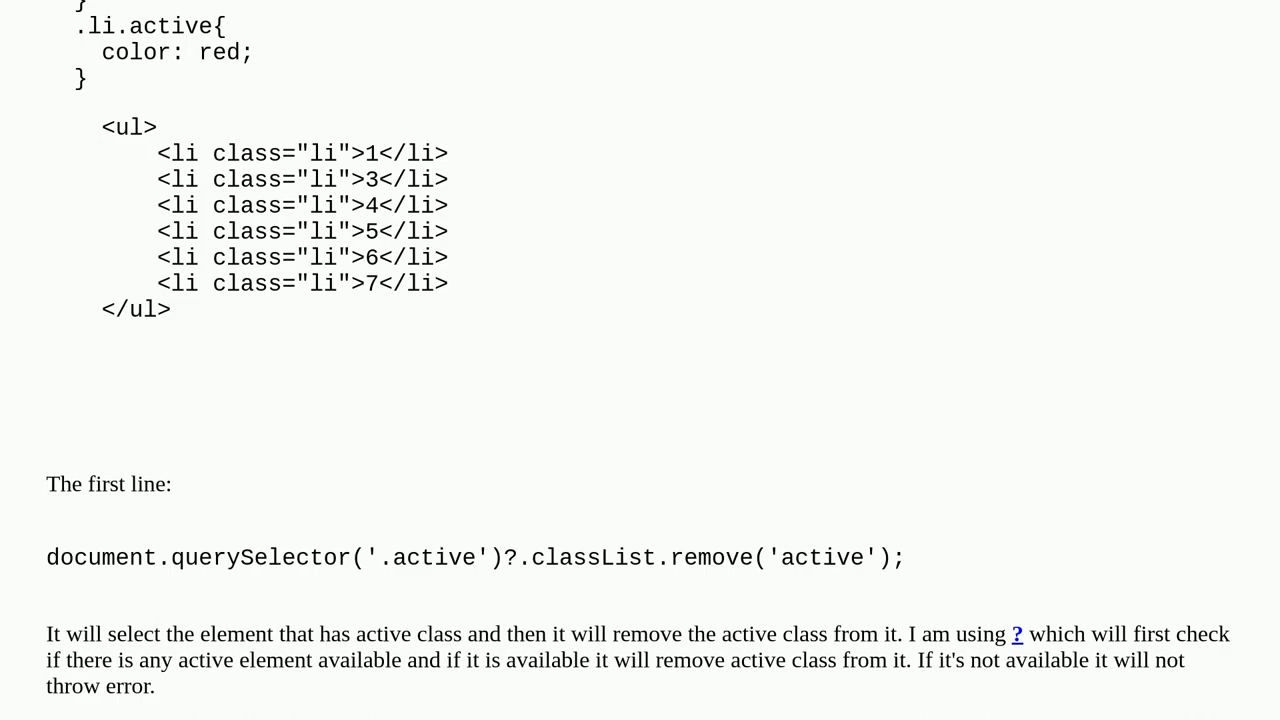 }
.li.active{
color: red;
}
<ul>
<li class="li">1</li>
<li class="li">3</li>
<li class="li">4</li>
<li class="li">5</li>
<li class="li">6</li>
<li class="li">7</li>
</ul>
The first line:
document.querySelector('.active')?.classList.remove('active');
It will select the element that has active class and then it will remove the active class from it. I am using ? which will first check
if there is any active element available and if it is available it will remove active class from it. If it's not available it will not
throw error.